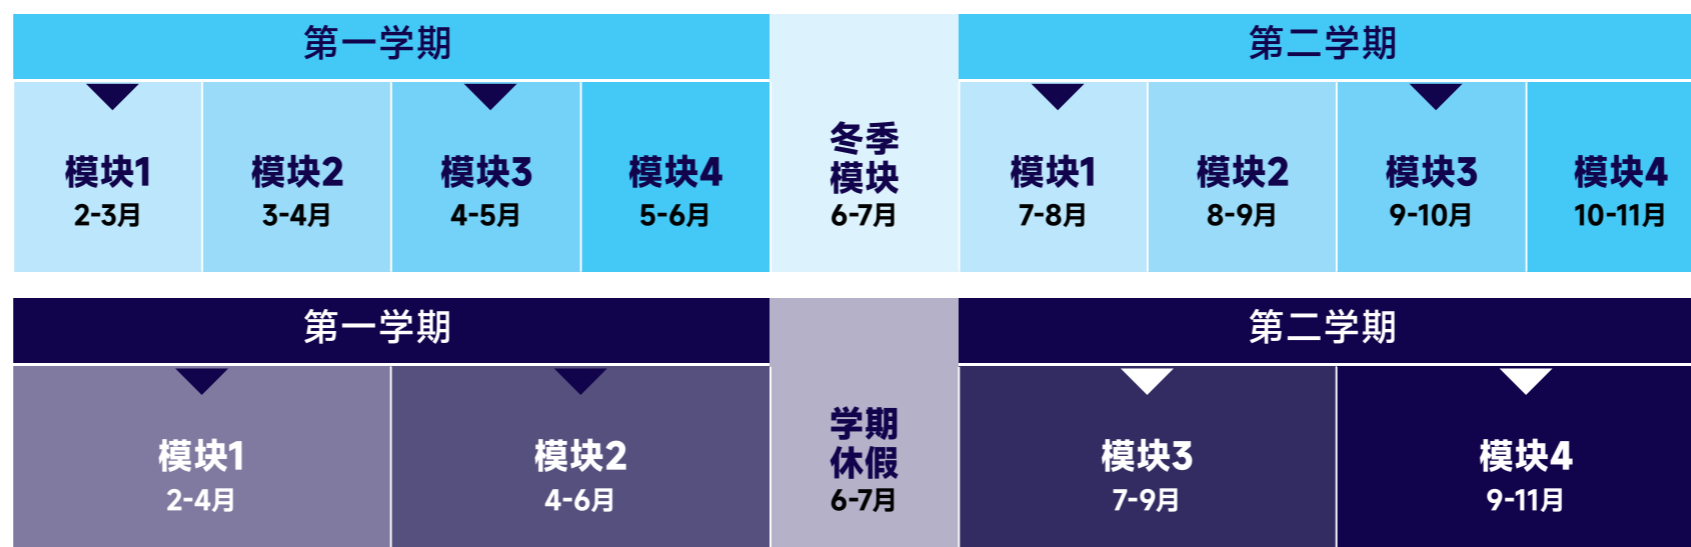 第一学期
模块1
2-3月
模块2
3-4月
模块3
4-5月
模块4
5-6月
冬季
模块
6-7月
第二学期
模块1
7-8月
模块2
8-9月
模块3
9-10月
模块4
10-11月
第一学期
模块1
2-4月
模块2
4-6月
学期
休假
6-7月
第二学期
模块3
7-9月
模块4
9-11月